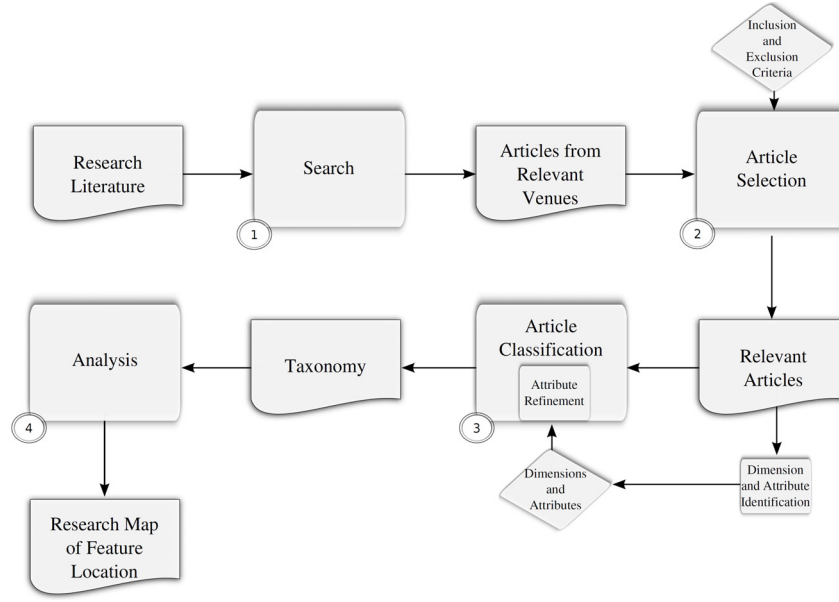 Inclusion
and
Exclusion
Criteria
Research
Literature
Search
Articles from
Relevant
Venues
Article
Selection
1
2
Analysis
Taxonomy
Article
Classification
Attribute
Refinement
Relevant
Articles
4
3
Dimensions
and
Attributes
Dimension
and Attribute
Identification
Research Map
of Feature
Location